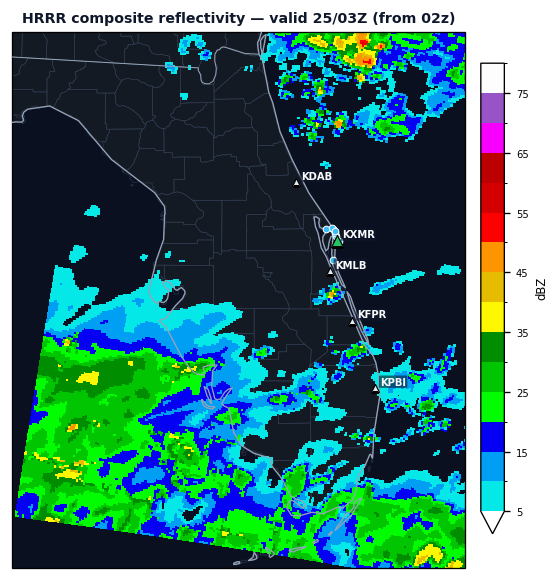 HRRR composite reflectivity — valid 25/03Z (from 02z)
KDAB
KXMR
KMLB
KFPR
KPBI
75
65
55
45
35
25
15
5
dBZ